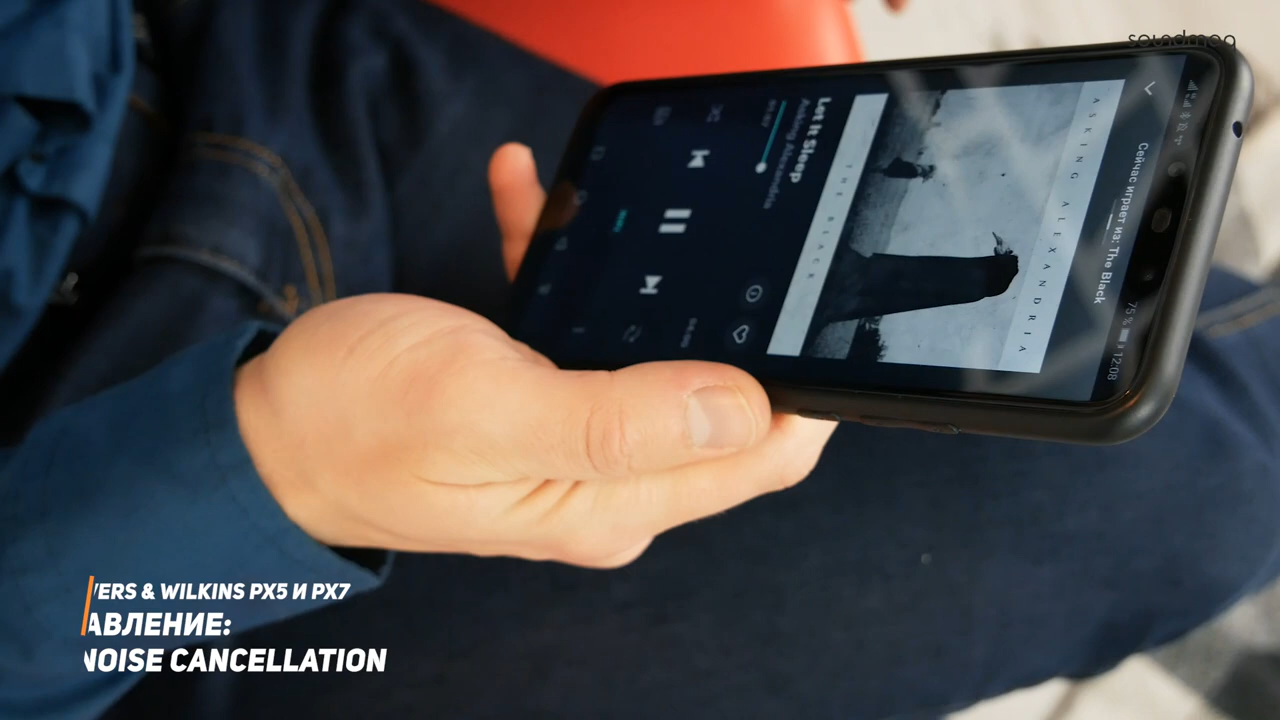 soundmag
Сейчас играет из: The Black
75%
12:08
ASKING ALEXANDRIA
THE BLACK
Let It Sleep
Asking Alexandria
/ERS & WILKINS PX5 И PX7
АВЛЕНИЕ:
NOISE CANCELLATION